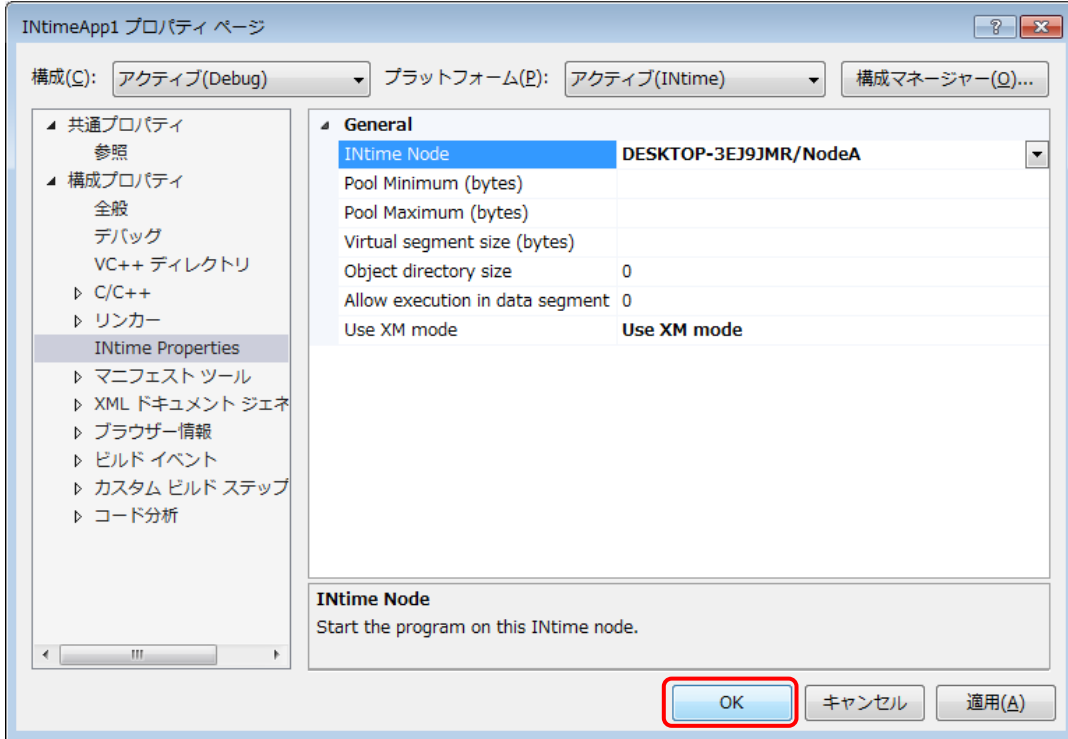 INtimeApp1 プロパティ ページ
構成(C): アクティブ(Debug) プラットフォーム(P): アクティブ(INtime) 構成マネージャー(O)...
共通プロパティ
参照
構成プロパティ
全般
デバッグ
VC++ ディレクトリ
C/C++
リンカー
INtime Properties
マニフェスト ツール
XML ドキュメント ジェネ
ブラウザー情報
ビルド イベント
カスタム ビルド ステップ
コード分析
General
INtime Node DESKTOP-3EJ9JMR/NodeA
Pool Minimum (bytes)
Pool Maximum (bytes)
Virtual segment size (bytes)
Object directory size 0
Allow execution in data segment 0
Use XM mode Use XM mode
INtime Node
Start the program on this INtime node.
OK キャンセル 適用(A)